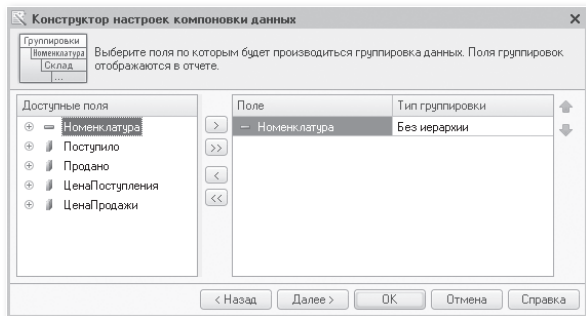 Конструктор настроек компоновки данных
Группировки
Номенклатура
Склад
...
Выберите поля по которым будет производиться группировка данных. Поля группировок
отображаются в отчете.
Доступные поля
Номенклатура
Поступило
Продано
ЦенаПоступления
ЦенаПродажи
>
>>
<
<<
Поле Тип группировки
Номенклатура Без иерархии
< Назад Далее > OK Отмена Справка